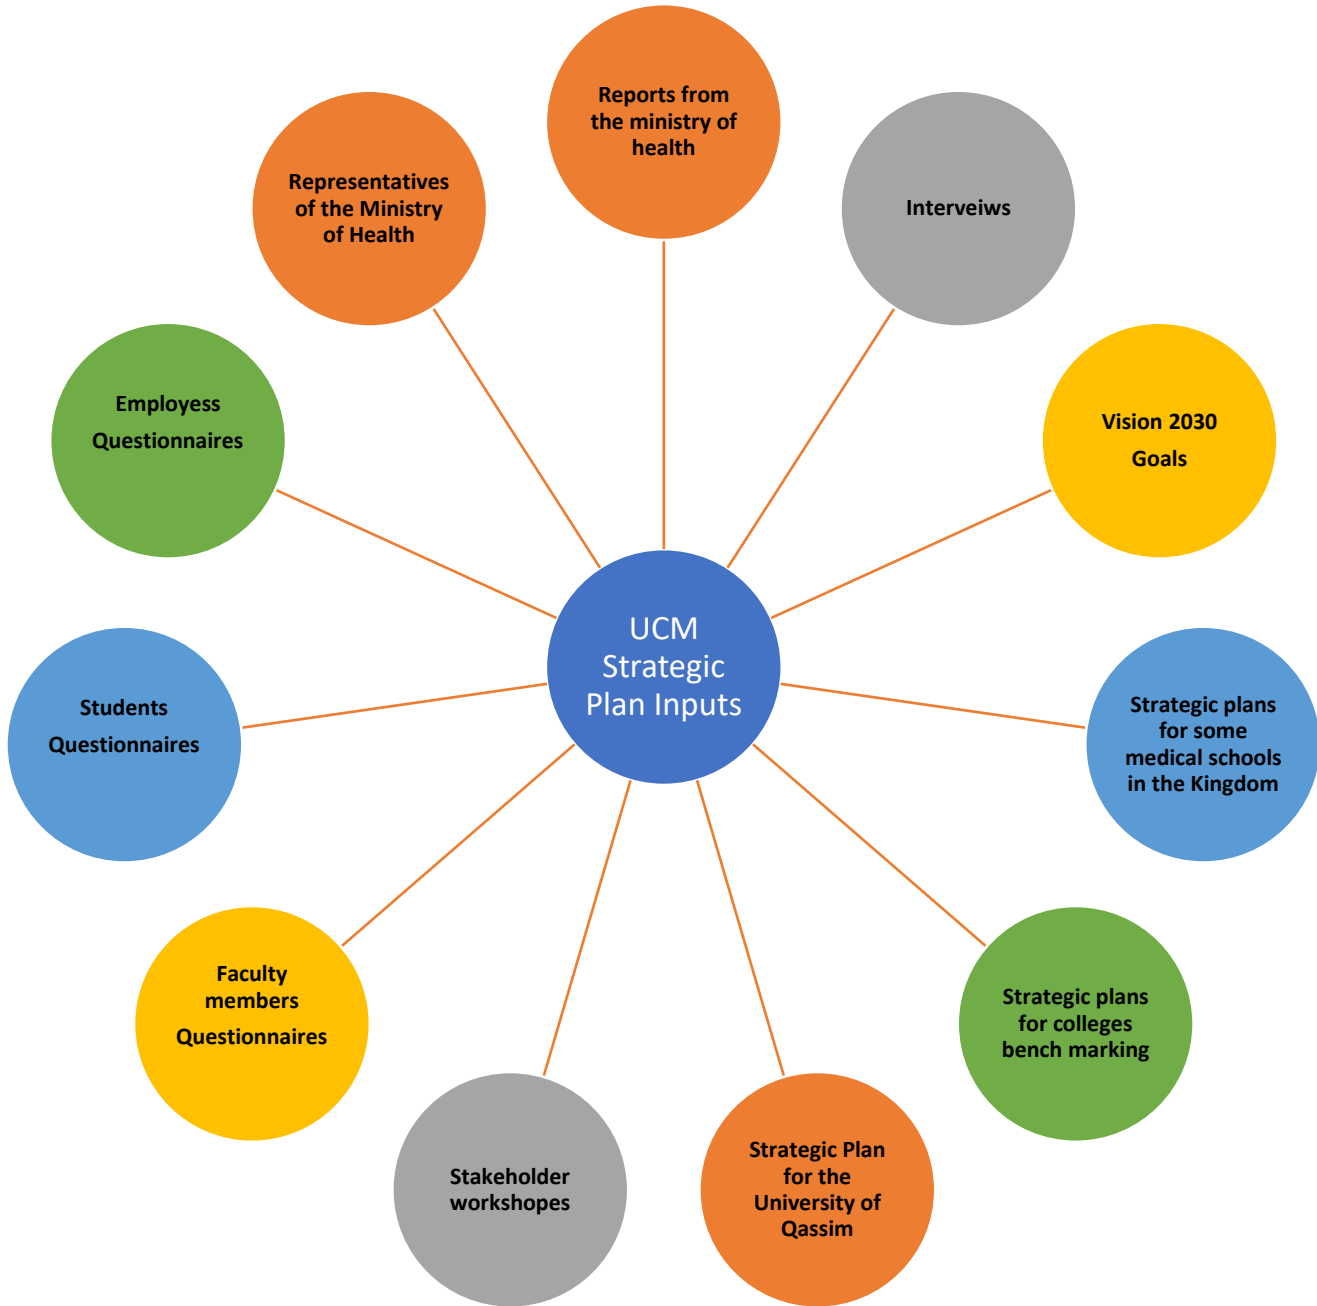 Reports from
the ministry of
health
Interveiws
Vision 2030
Goals
Strategic plans
for some
medical schools
in the Kingdom
Strategic plans
for colleges
bench marking
Strategic Plan
for the
University of
Qassim
Stakeholder
workshopes
Faculty
members
Questionnaires
Students
Questionnaires
Employess
Questionnaires
Representatives
of the Ministry
of Health
UCM
Strategic
Plan Inputs